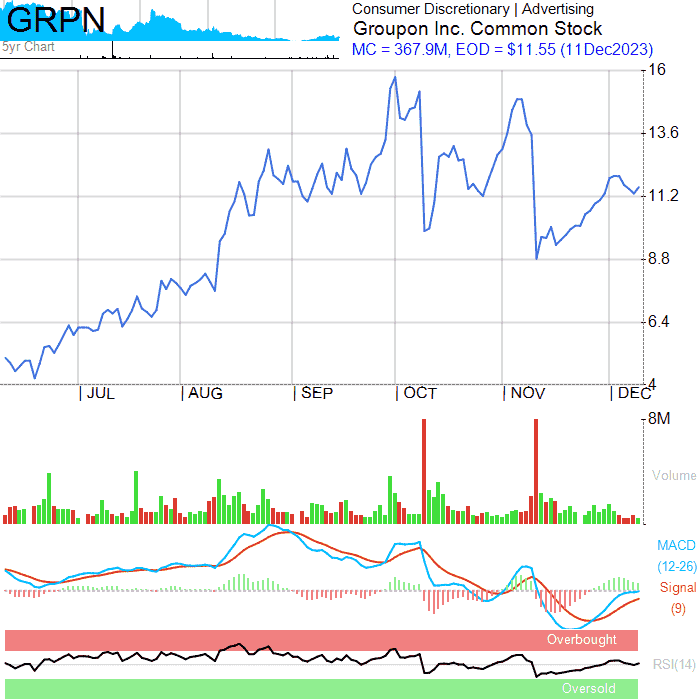 GRPN
5yr Chart
Consumer Discretionary | Advertising
Groupon Inc. Common Stock
MC = 367.9M, EOD = $11.55 (11Dec2023)
16
13.6
11.2
8.8
6.4
4
JUL AUG SEP OCT NOV DEC
8M
Volume
MACD
(12-26)
Signal
(9)
Overbought
RSI(14)
Oversold